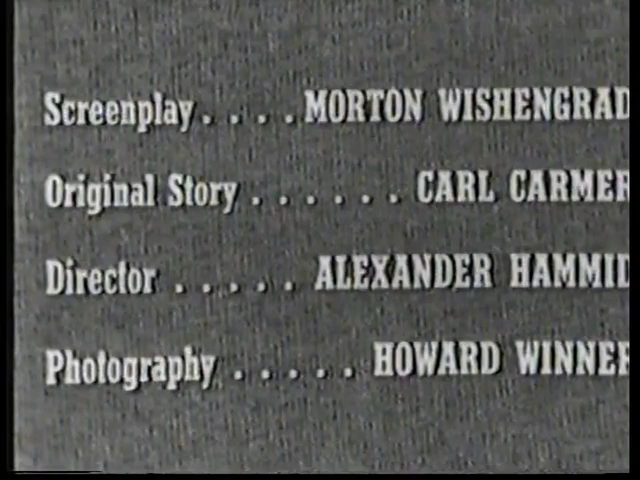 Screenplay . . . . MORTON WISHENGRAD
Original Story . . . . . . CARL CARMER
Director . . . . . ALEXANDER HAMMID
Photography . . . . . HOWARD WINNER